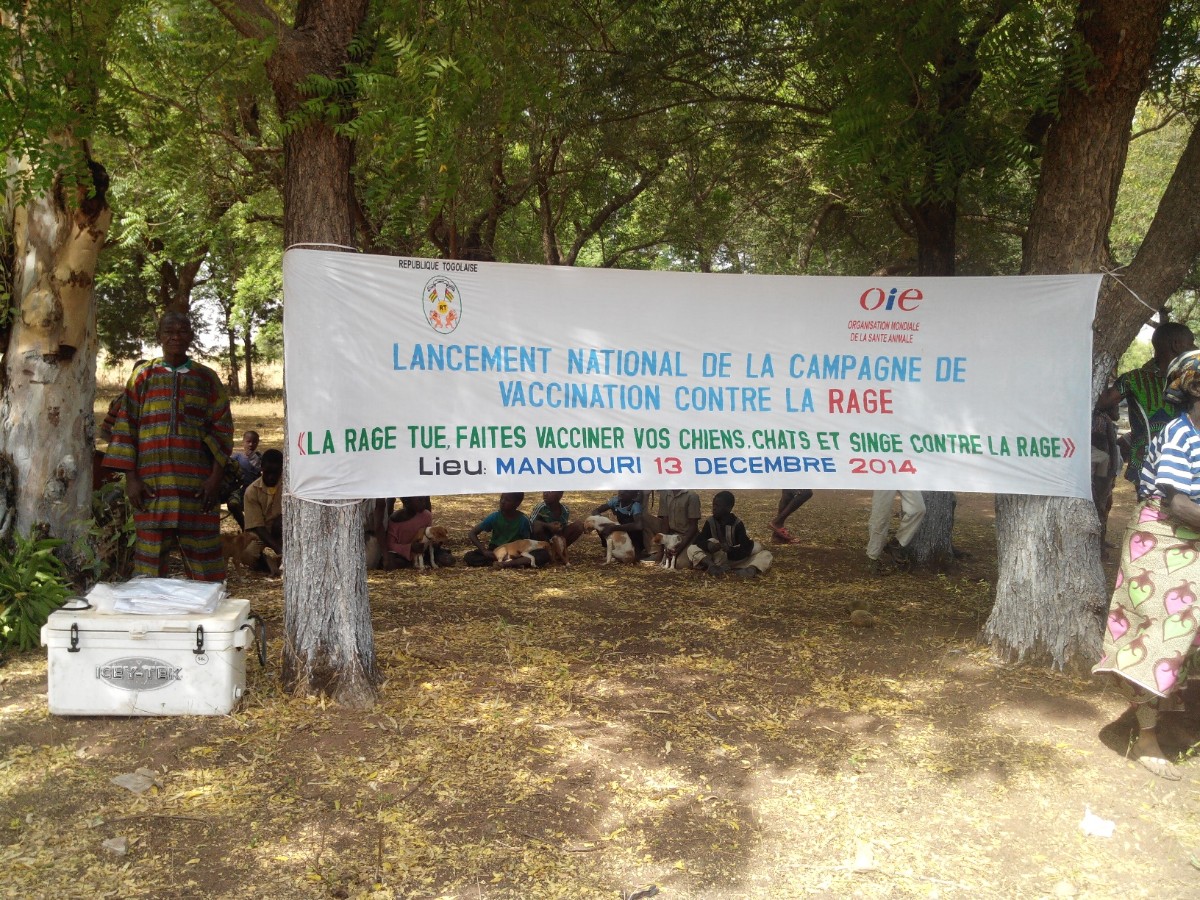 REPUBLIQUE TOGOLAISE
RT
oie
ORGANISATION MONDIALE
DE LA SANTE ANIMALE
LANCEMENT NATIONAL DE LA CAMPAGNE DE
VACCINATION CONTRE LA RAGE
«LA RAGE TUE, FAITES VACCINER VOS CHIENS.CHATS ET SINGE CONTRE LA RAGE»
LIEU: MANDOURI 13 DECEMBRE 2014
ICEY-TEK